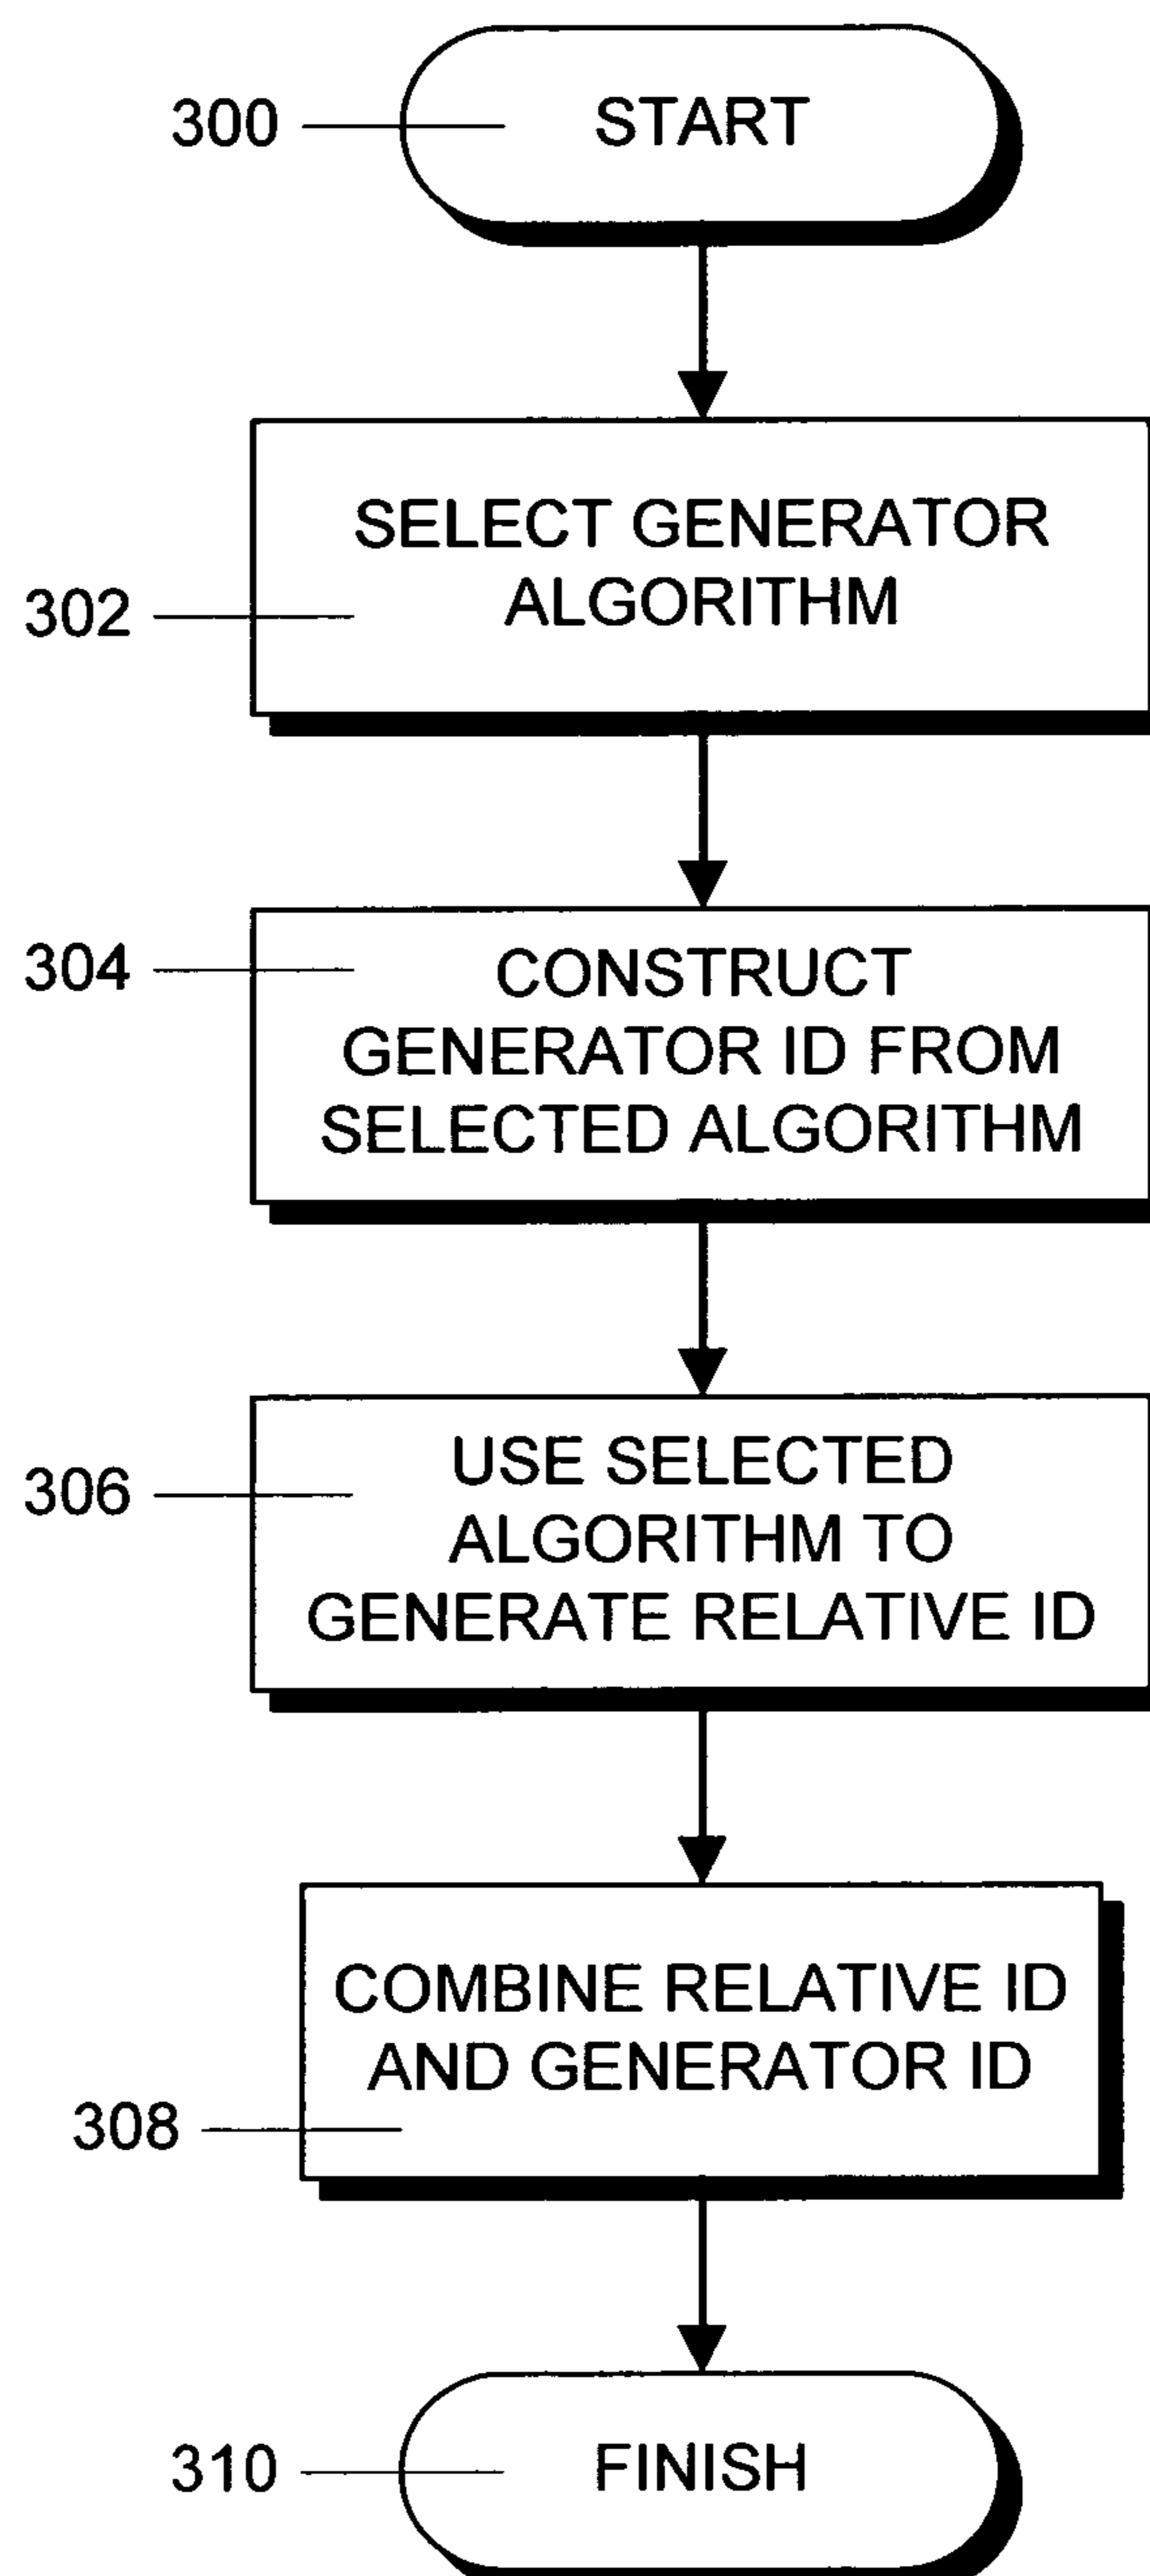 300
START
SELECT GENERATOR
ALGORITHM
302
304
CONSTRUCT
GENERATOR ID FROM
SELECTED ALGORITHM
306
USE SELECTED
ALGORITHM TO
GENERATE RELATIVE ID
COMBINE RELATIVE ID
AND GENERATOR ID
308
310
FINISH